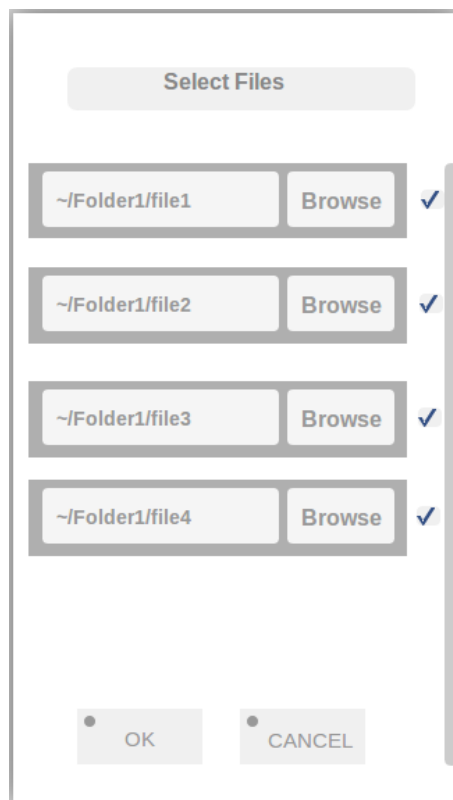 Select Files
~/Folder1/file1 Browse
~/Folder1/file2 Browse
~/Folder1/file3 Browse
~/Folder1/file4 Browse
OK CANCEL